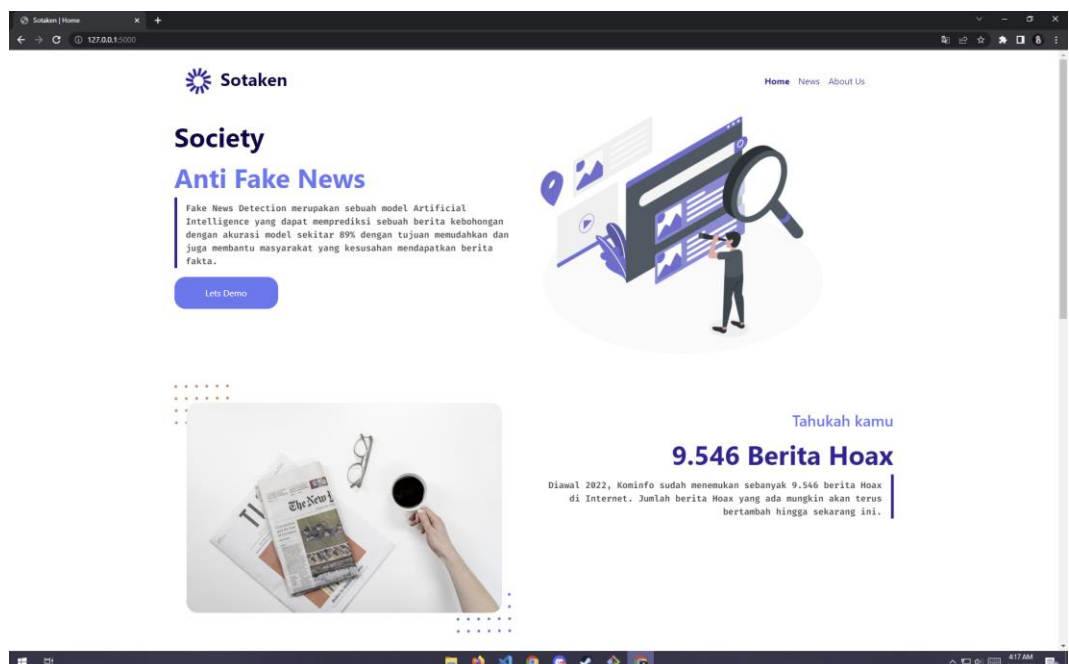 Sotaken | Home
127.0.0.1:5000
Sotaken
Home News About Us
Society
Anti Fake News
Fake News Detection merupakan sebuah model Artificial
Intelligence yang dapat memprediksi sebuah berita kebohongan
dengan akurasi model sekitar 89% dengan tujuan memudahkan dan
juga membantu masyarakat yang kesusahan mendapatkan berita
fakta.
Lets Demo
Tahukah kamu
9.546 Berita Hoax
Diawal 2022, Kominfo sudah menemukan sebanyak 9.546 berita Hoax
di Internet. Jumlah berita Hoax yang ada mungkin akan terus
bertambah hingga sekarang ini.
The New
4:17 AM